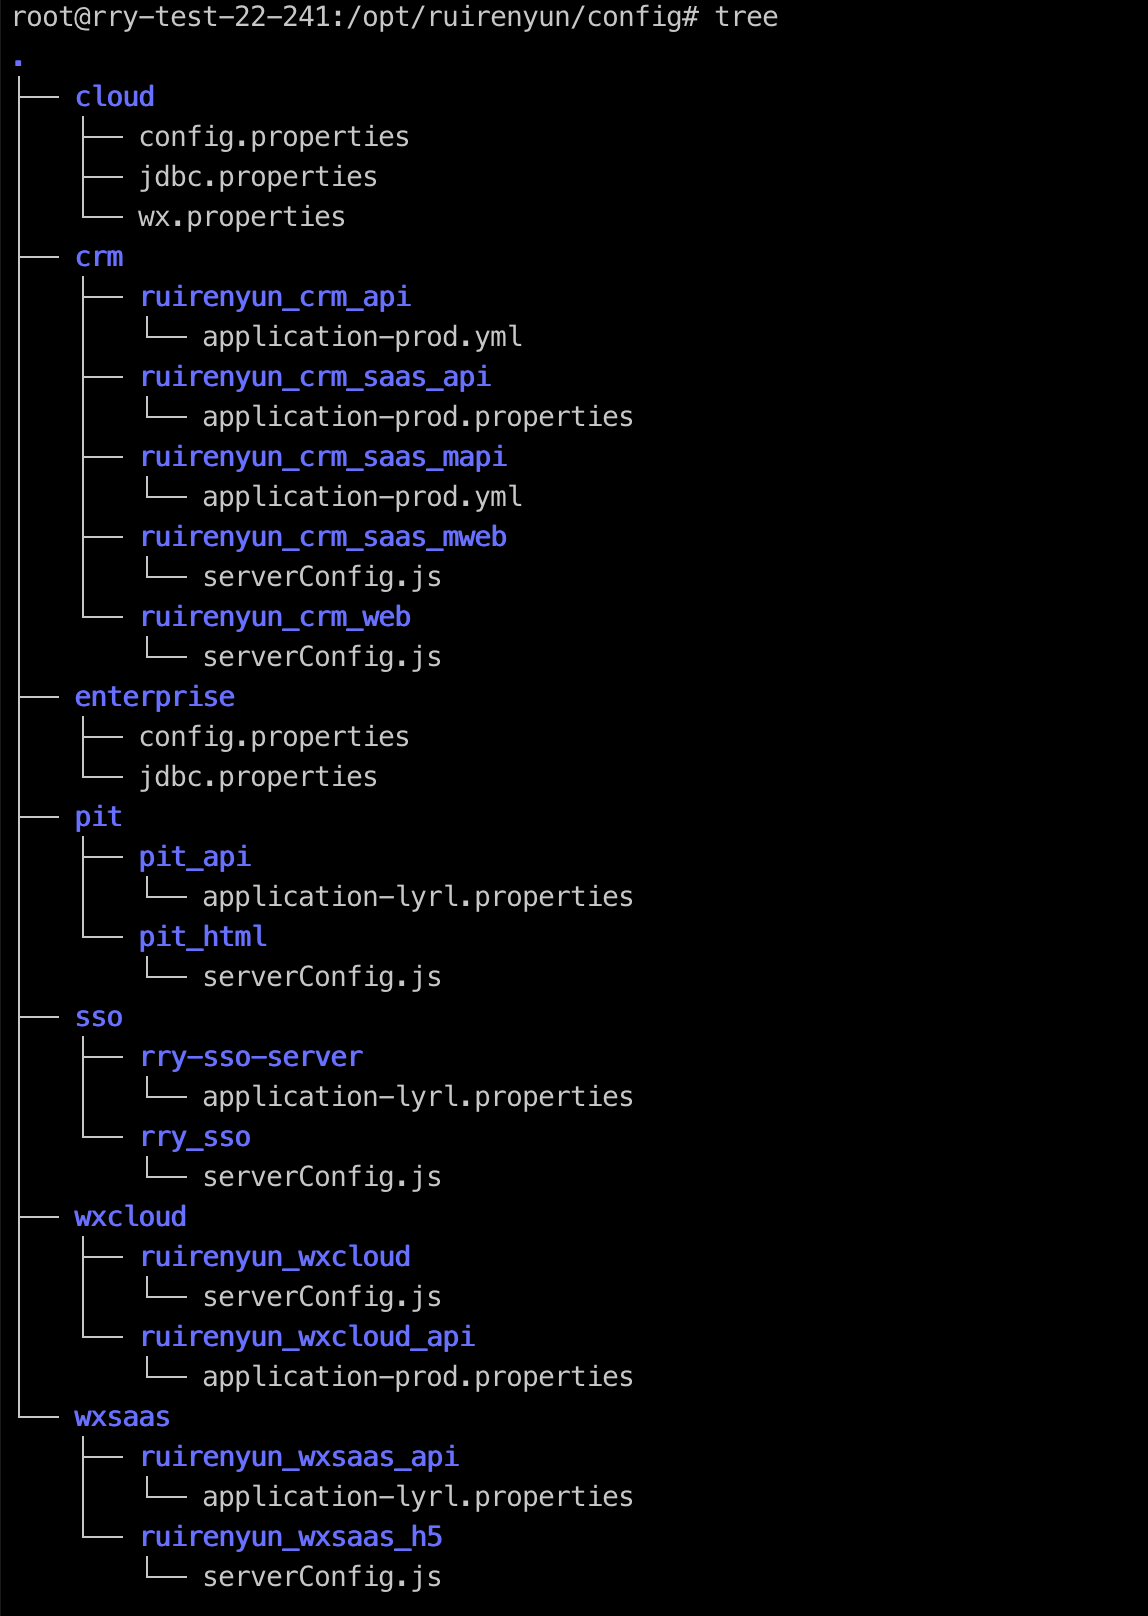 root@rry-test-22-241:/opt/ruirenyun/config# tree
.
├── cloud
│   ├── config.properties
│   ├── jdbc.properties
│   └── wx.properties
├── crm
│   ├── ruirenyun_crm_api
│   │   └── application-prod.yml
│   ├── ruirenyun_crm_saas_api
│   │   └── application-prod.properties
│   ├── ruirenyun_crm_saas_mapi
│   │   └── application-prod.yml
│   ├── ruirenyun_crm_saas_mweb
│   │   └── serverConfig.js
│   └── ruirenyun_crm_web
│       └── serverConfig.js
├── enterprise
│   ├── config.properties
│   └── jdbc.properties
├── pit
│   ├── pit_api
│   │   └── application-lyrl.properties
│   └── pit_html
│       └── serverConfig.js
├── sso
│   ├── rry-sso-server
│   │   └── application-lyrl.properties
│   └── rry_sso
│       └── serverConfig.js
├── wxcloud
│   ├── ruirenyun_wxcloud
│   │   └── serverConfig.js
│   └── ruirenyun_wxcloud_api
│       └── application-prod.properties
└── wxsaas
    ├── ruirenyun_wxsaas_api
    │   └── application-lyrl.properties
    └── ruirenyun_wxsaas_h5
        └── serverConfig.js